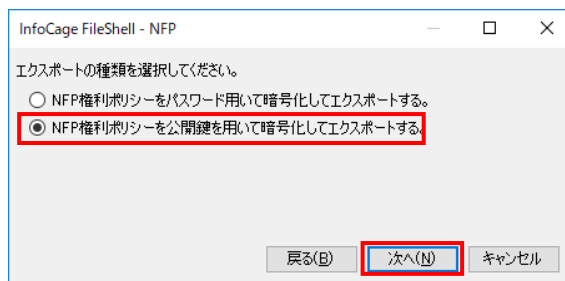 InfoCage FileShell - NFP
エクスポートの種類を選択してください。
NFP権利ポリシーをパスワード用いて暗号化してエクスポートする。
NFP権利ポリシーを公開鍵を用いて暗号化してエクスポートする。
戻る(B) 次へ(N) キャンセル